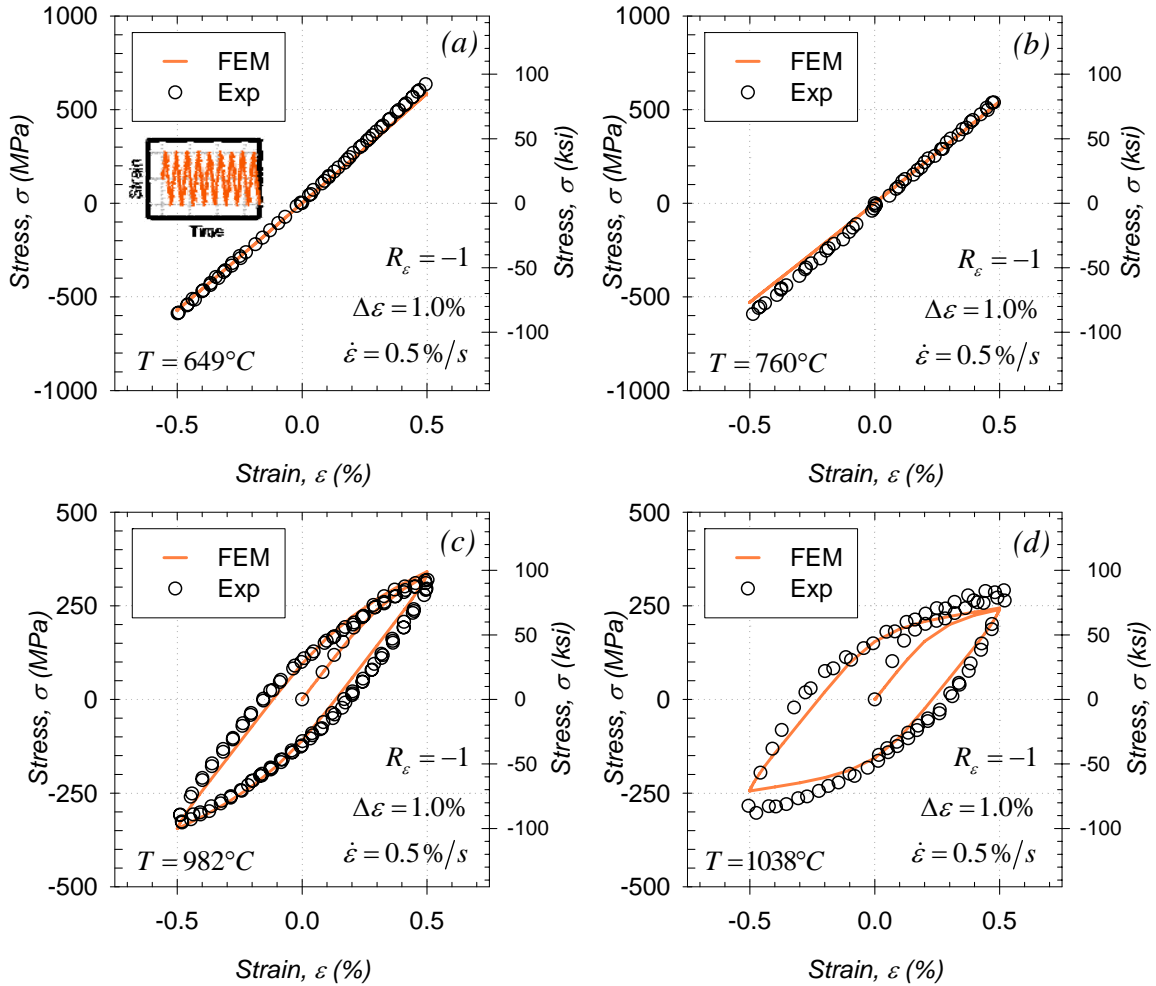 1000
500
0
-500
-1000
Stress, σ (MPa)
FEM
Exp
(a)
Strain
Time
100
50
0
-50
-100
Stress, σ (ksi)
R_ε = −1
Δε = 1.0%
ε̇ = 0.5%/s
T = 649°C
-0.5 0.0 0.5
Strain, ε (%)
1000
500
0
-500
-1000
Stress, σ (MPa)
FEM
Exp
(b)
100
50
0
-50
-100
Stress, σ (ksi)
R_ε = −1
Δε = 1.0%
ε̇ = 0.5%/s
T = 760°C
-0.5 0.0 0.5
Strain, ε (%)
500
250
0
-250
-500
Stress, σ (MPa)
FEM
Exp
(c)
100
50
0
-50
-100
Stress, σ (ksi)
R_ε = −1
Δε = 1.0%
ε̇ = 0.5%/s
T = 982°C
-0.5 0.0 0.5
Strain, ε (%)
500
250
0
-250
-500
Stress, σ (MPa)
FEM
Exp
(d)
100
50
0
-50
-100
Stress, σ (ksi)
R_ε = −1
Δε = 1.0%
ε̇ = 0.5%/s
T = 1038°C
-0.5 0.0 0.5
Strain, ε (%)